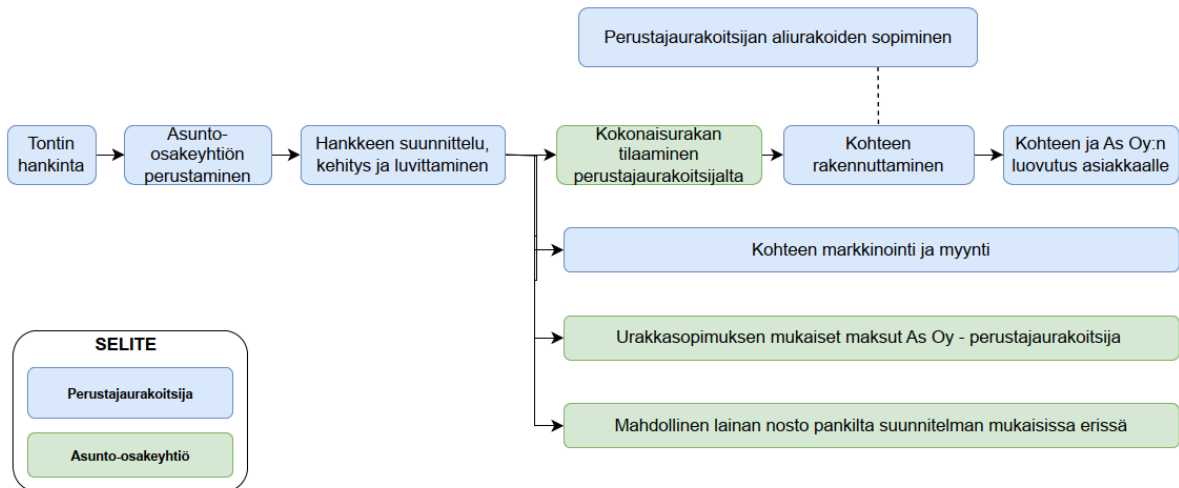 Perustajaurakoitsijan aliurakoiden sopiminen
Tontin
hankinta
Asunto-
osakeyhtiön
perustaminen
Hankkeen suunnittelu,
kehitys ja luvittaminen
Kokonaisurakan
tilaaminen
perustajaurakoitsijalta
Kohteen
rakennuttaminen
Kohteen ja As Oy:n
luovutus asiakkaalle
Kohteen markkinointi ja myynti
Urakkasopimuksen mukaiset maksut As Oy - perustajaurakoitsija
Mahdollinen lainan nosto pankilta suunnitelman mukaisissa erissä
SELITE
Perustajaurakoitsija
Asunto-osakeyhtiö